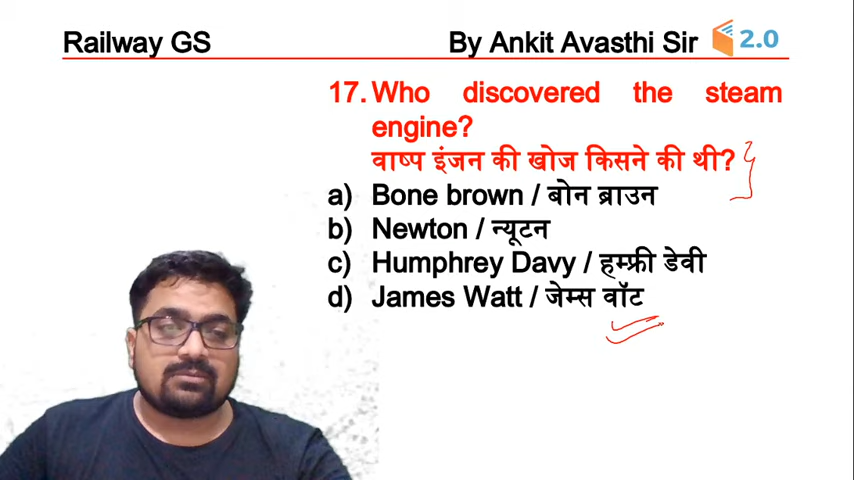 Railway GS By Ankit Avasthi Sir 2.0
17. Who discovered the steam
engine?
वाष्प इंजन की खोज किसने की थी?
a) Bone brown / बोन ब्राउन
b) Newton / न्यूटन
c) Humphrey Davy / हम्फ्री डेवी
d) James Watt / जेम्स वॉट